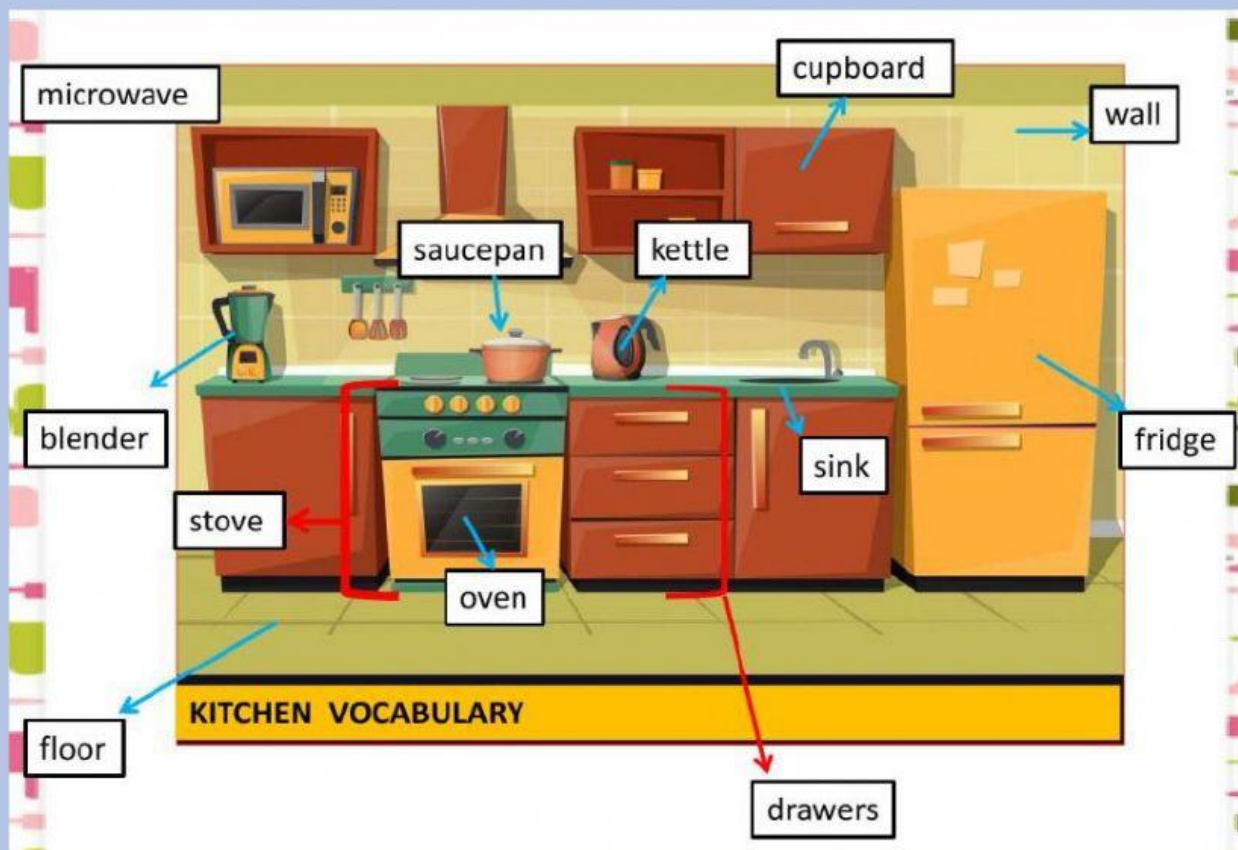 microwave
cupboard
wall
saucepan
kettle
blender
sink
fridge
stove
oven
KITCHEN VOCABULARY
floor
drawers